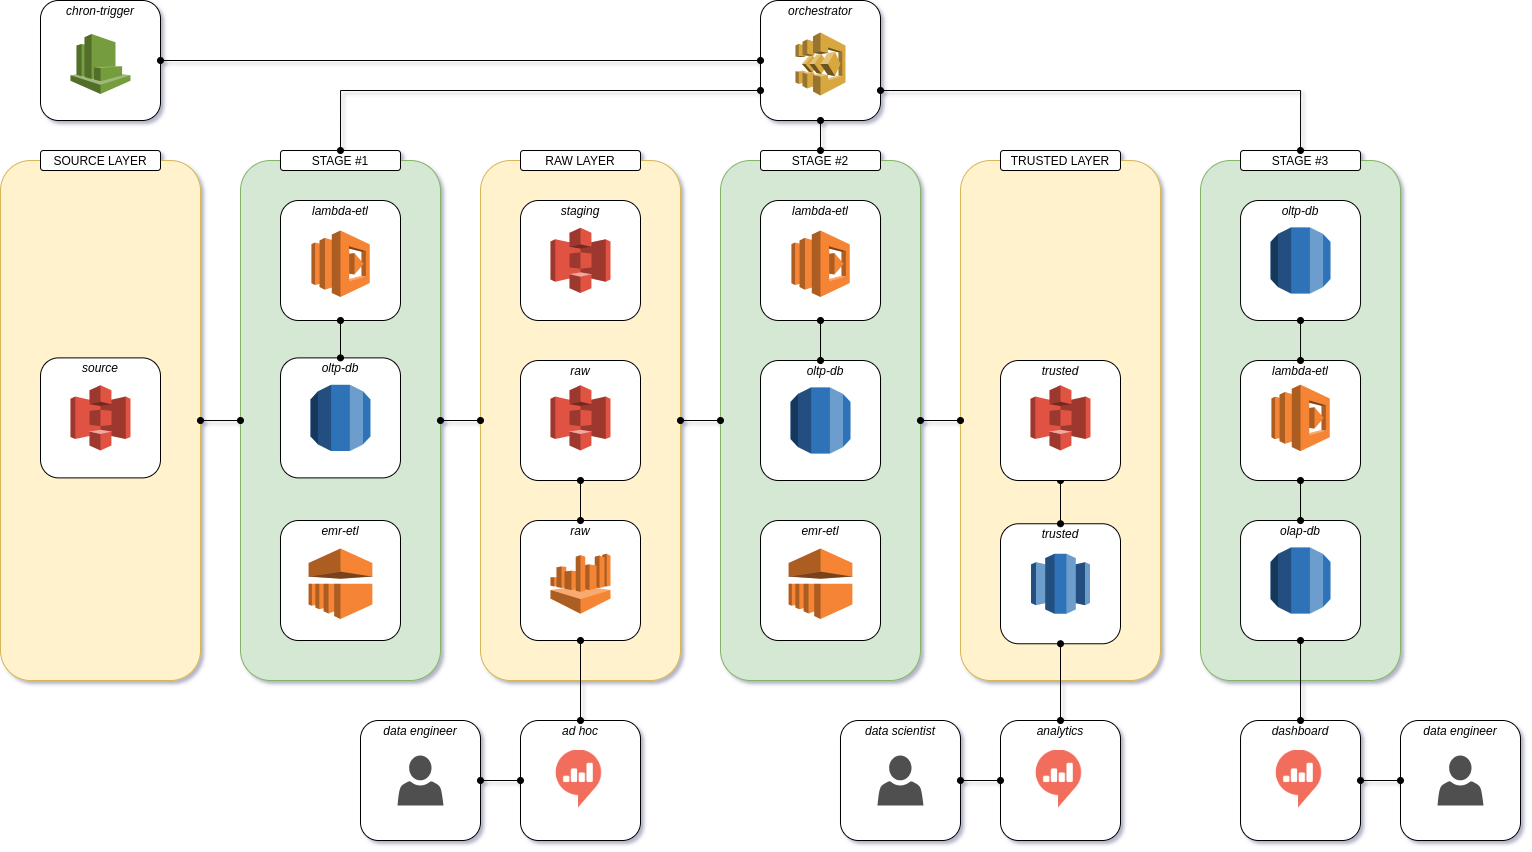 chron-trigger
orchestrator
SOURCE LAYER
STAGE #1
RAW LAYER
STAGE #2
TRUSTED LAYER
STAGE #3
lambda-etl
staging
lambda-etl
oltp-db
source
oltp-db
raw
oltp-db
trusted
lambda-etl
emr-etl
raw
emr-etl
trusted
olap-db
data engineer
ad hoc
data scientist
analytics
dashboard
data engineer